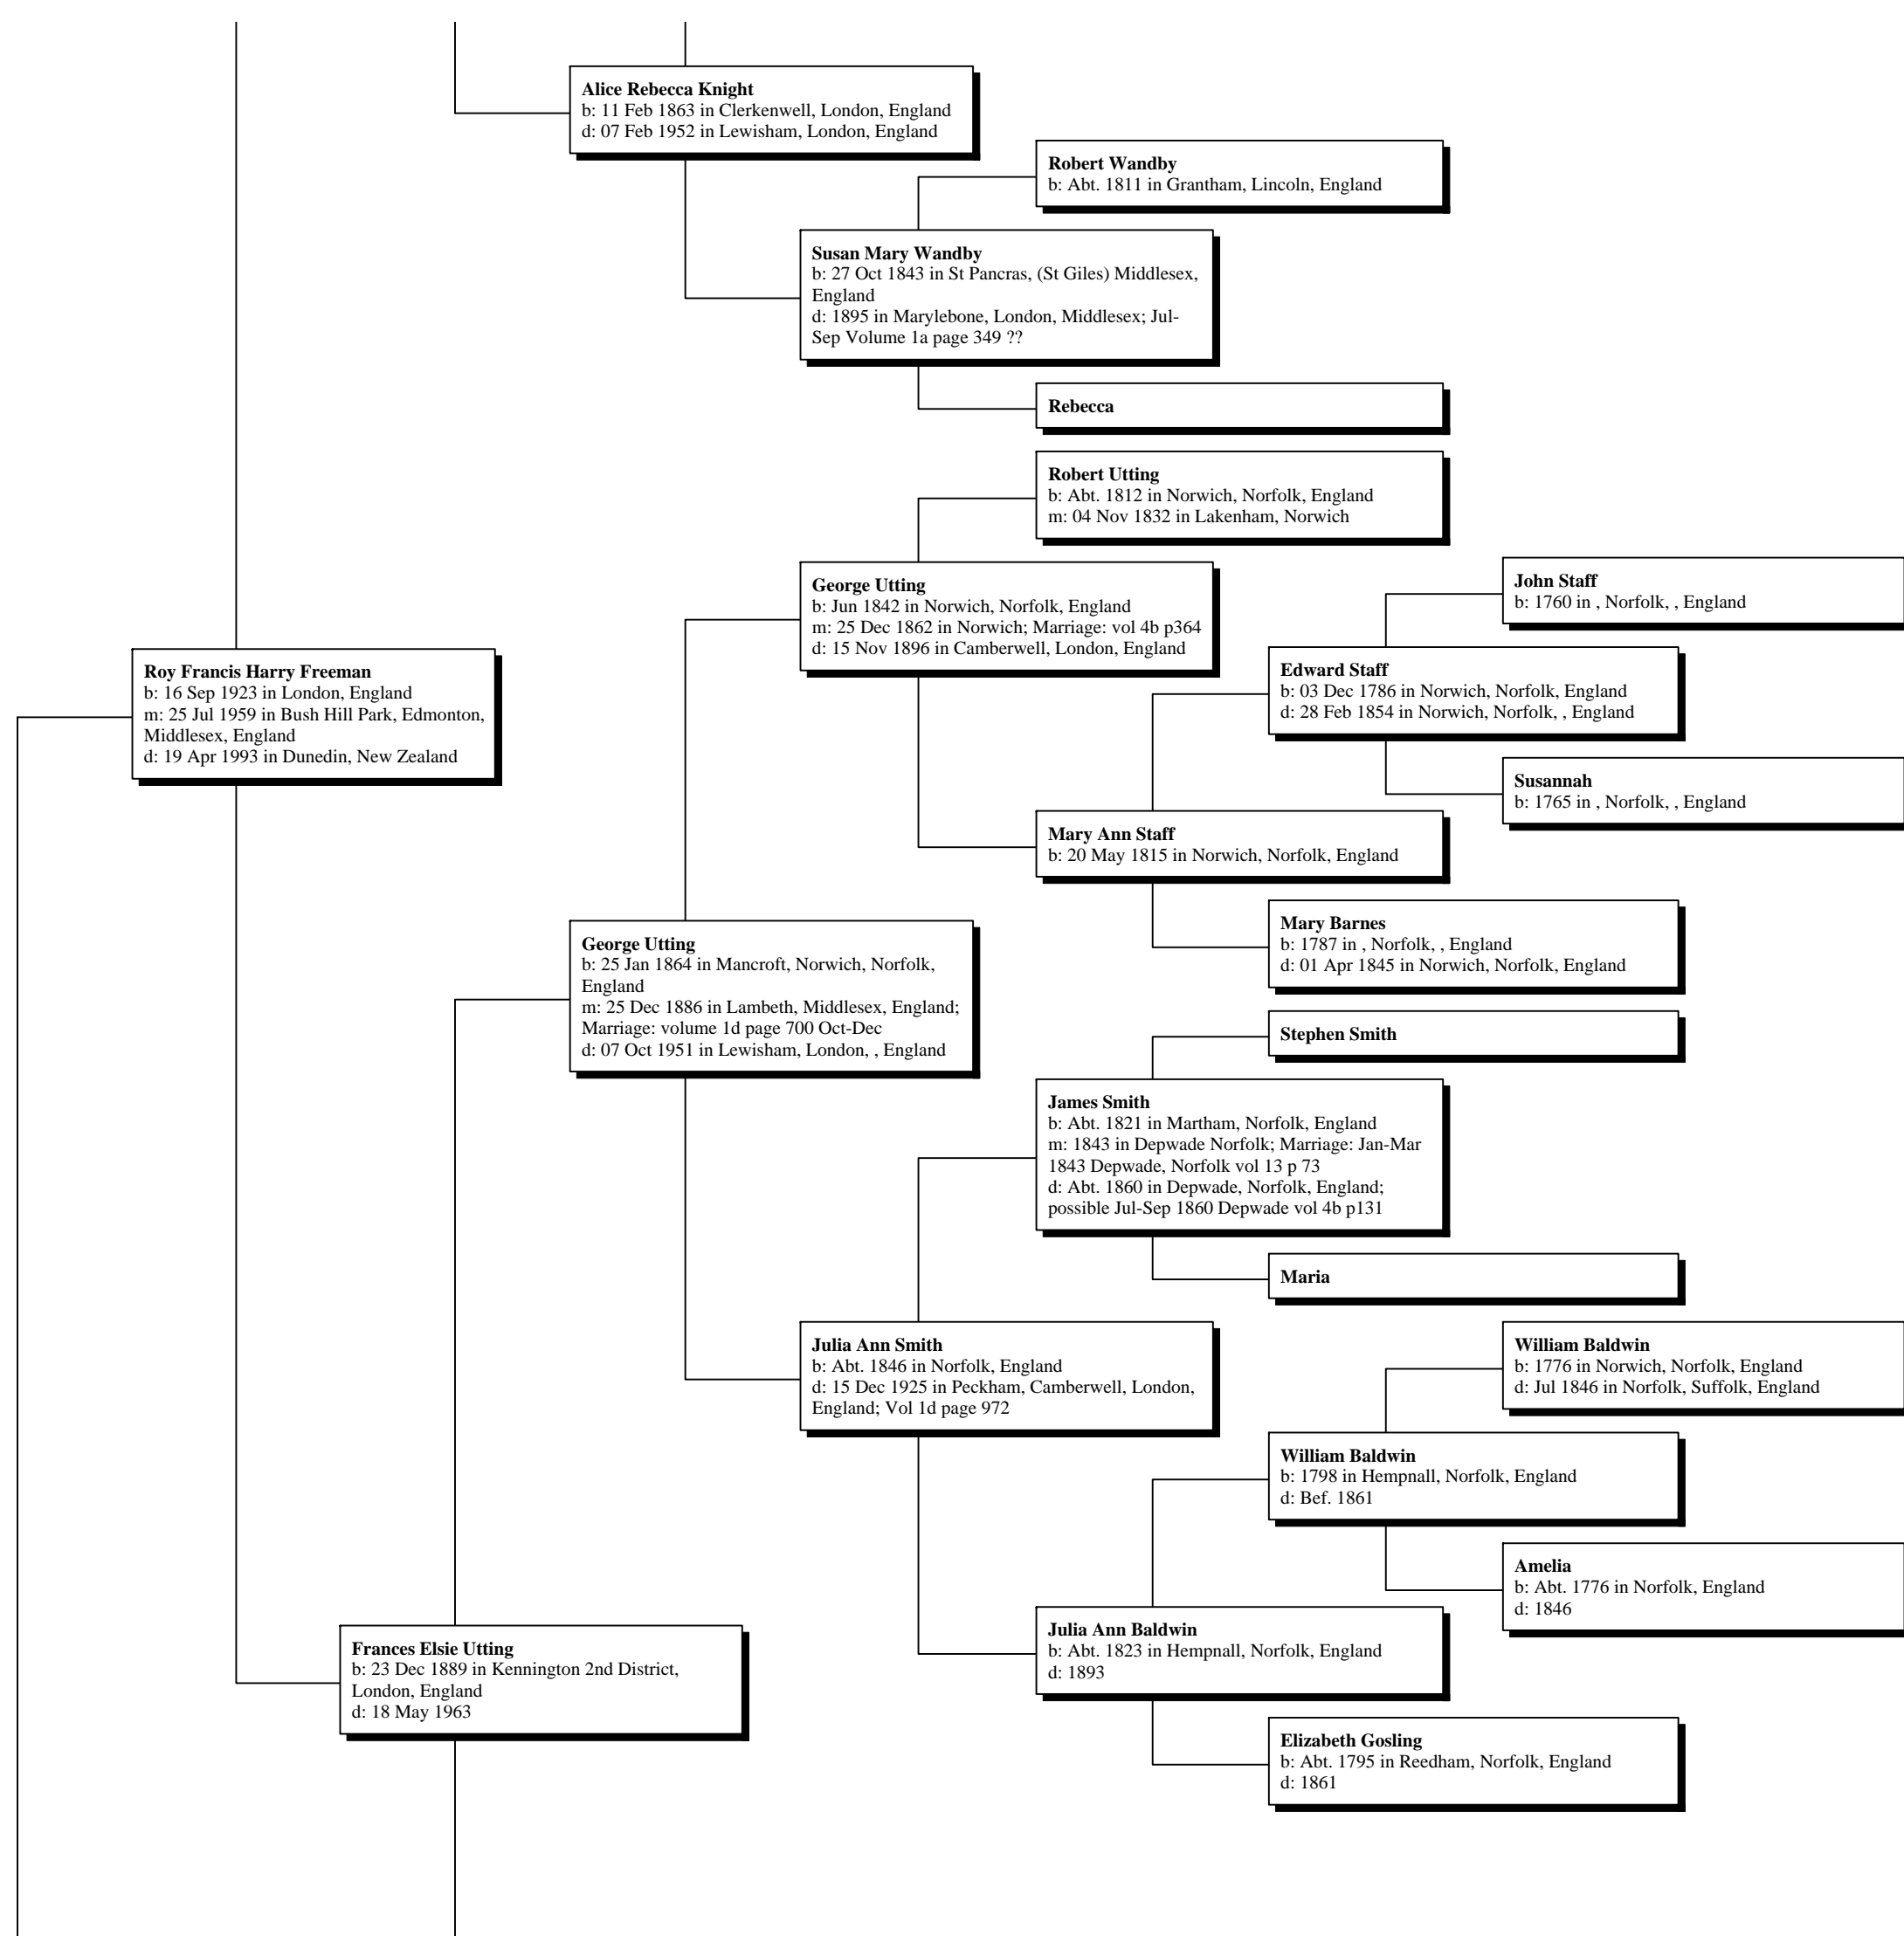 Alice Rebecca Knight
b: 11 Feb 1863 in Clerkenwell, London, England
d: 07 Feb 1952 in Lewisham, London, England
Robert Wandby
b: Abt. 1811 in Grantham, Lincoln, England
Susan Mary Wandby
b: 27 Oct 1843 in St Pancras, (St Giles) Middlesex,
England
d: 1895 in Marylebone, London, Middlesex; Jul-
Sep Volume 1a page 349 ??
Rebecca
Robert Utting
b: Abt. 1812 in Norwich, Norfolk, England
m: 04 Nov 1832 in Lakenham, Norwich
George Utting
b: Jun 1842 in Norwich, Norfolk, England
m: 25 Dec 1862 in Norwich; Marriage: vol 4b p364
d: 15 Nov 1896 in Camberwell, London, England
John Staff
b: 1760 in , Norfolk, , England
Edward Staff
b: 03 Dec 1786 in Norwich, Norfolk, England
d: 28 Feb 1854 in Norwich, Norfolk, , England
Roy Francis Harry Freeman
b: 16 Sep 1923 in London, England
m: 25 Jul 1959 in Bush Hill Park, Edmonton,
Middlesex, England
d: 19 Apr 1993 in Dunedin, New Zealand
Susannah
b: 1765 in , Norfolk, , England
Mary Ann Staff
b: 20 May 1815 in Norwich, Norfolk, England
Mary Barnes
b: 1787 in , Norfolk, , England
d: 01 Apr 1845 in Norwich, Norfolk, England
George Utting
b: 25 Jan 1864 in Mancroft, Norwich, Norfolk,
England
m: 25 Dec 1886 in Lambeth, Middlesex, England;
Marriage: volume 1d page 700 Oct-Dec
d: 07 Oct 1951 in Lewisham, London, , England
Stephen Smith
James Smith
b: Abt. 1821 in Martham, Norfolk, England
m: 1843 in Depwade Norfolk; Marriage: Jan-Mar
1843 Depwade, Norfolk vol 13 p 73
d: Abt. 1860 in Depwade, Norfolk, England;
possible Jul-Sep 1860 Depwade vol 4b p131
Maria
Julia Ann Smith
b: Abt. 1846 in Norfolk, England
d: 15 Dec 1925 in Peckham, Camberwell, London,
England; Vol 1d page 972
William Baldwin
b: 1776 in Norwich, Norfolk, England
d: Jul 1846 in Norfolk, Suffolk, England
William Baldwin
b: 1798 in Hempnall, Norfolk, England
d: Bef. 1861
Amelia
b: Abt. 1776 in Norfolk, England
d: 1846
Julia Ann Baldwin
b: Abt. 1823 in Hempnall, Norfolk, England
d: 1893
Frances Elsie Utting
b: 23 Dec 1889 in Kennington 2nd District,
London, England
d: 18 May 1963
Elizabeth Gosling
b: Abt. 1795 in Reedham, Norfolk, England
d: 1861